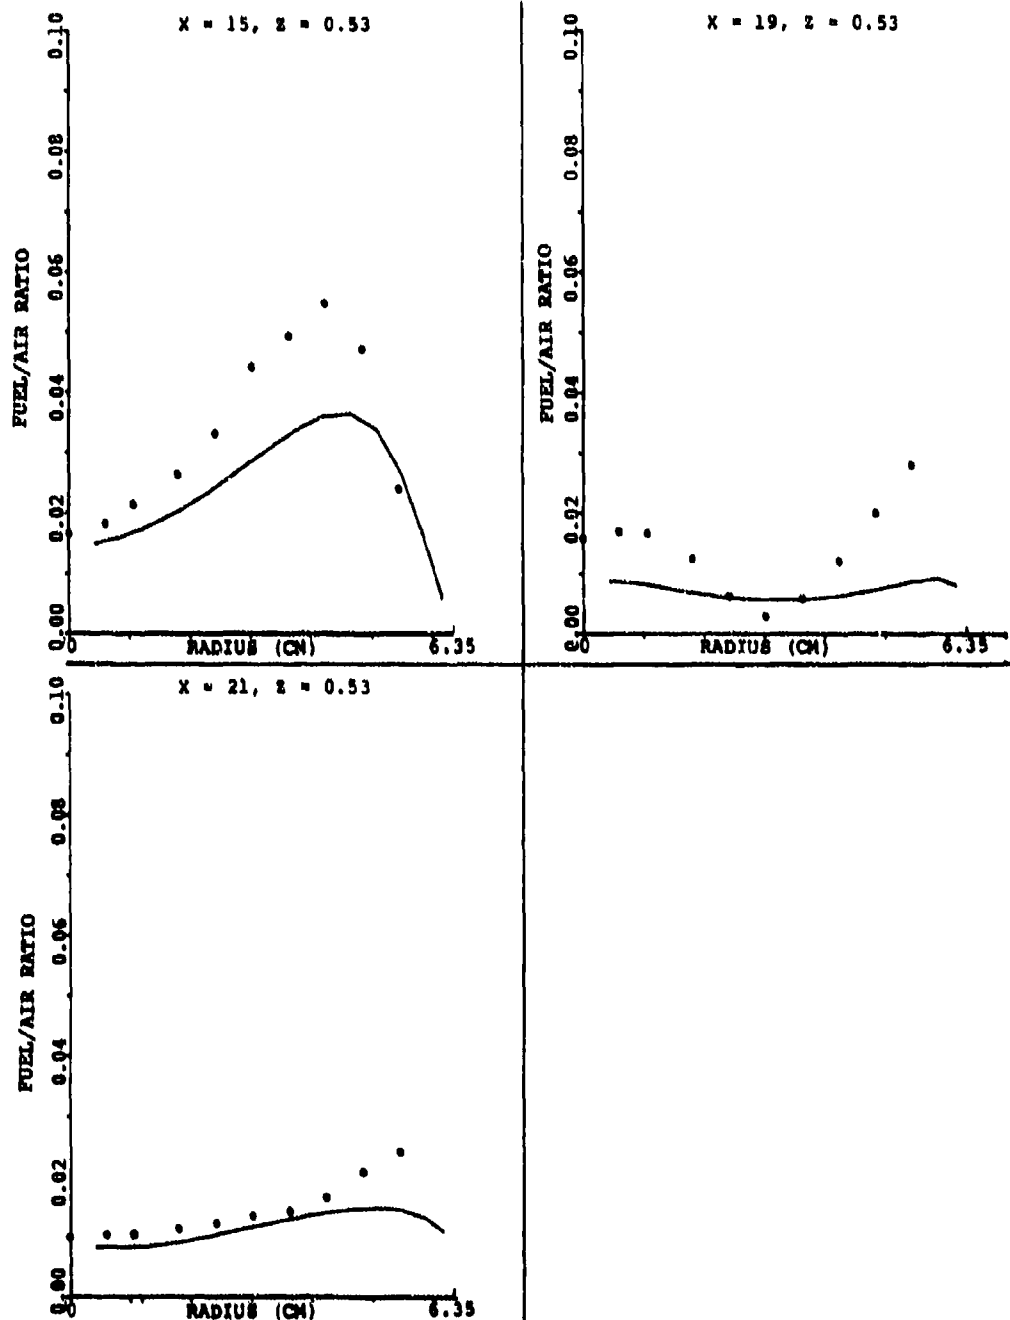 X = 15, Z = 0.53
FUEL/AIR RATIO
0.10
0.08
0.06
0.04
0.02
0.00
0
RADIUS (CM)
6.35
X = 19, Z = 0.53
FUEL/AIR RATIO
0.10
0.08
0.06
0.04
0.02
0.00
0
RADIUS (CM)
6.35
X = 21, Z = 0.53
FUEL/AIR RATIO
0.10
0.08
0.06
0.04
0.02
0.00
0
RADIUS (CM)
6.35